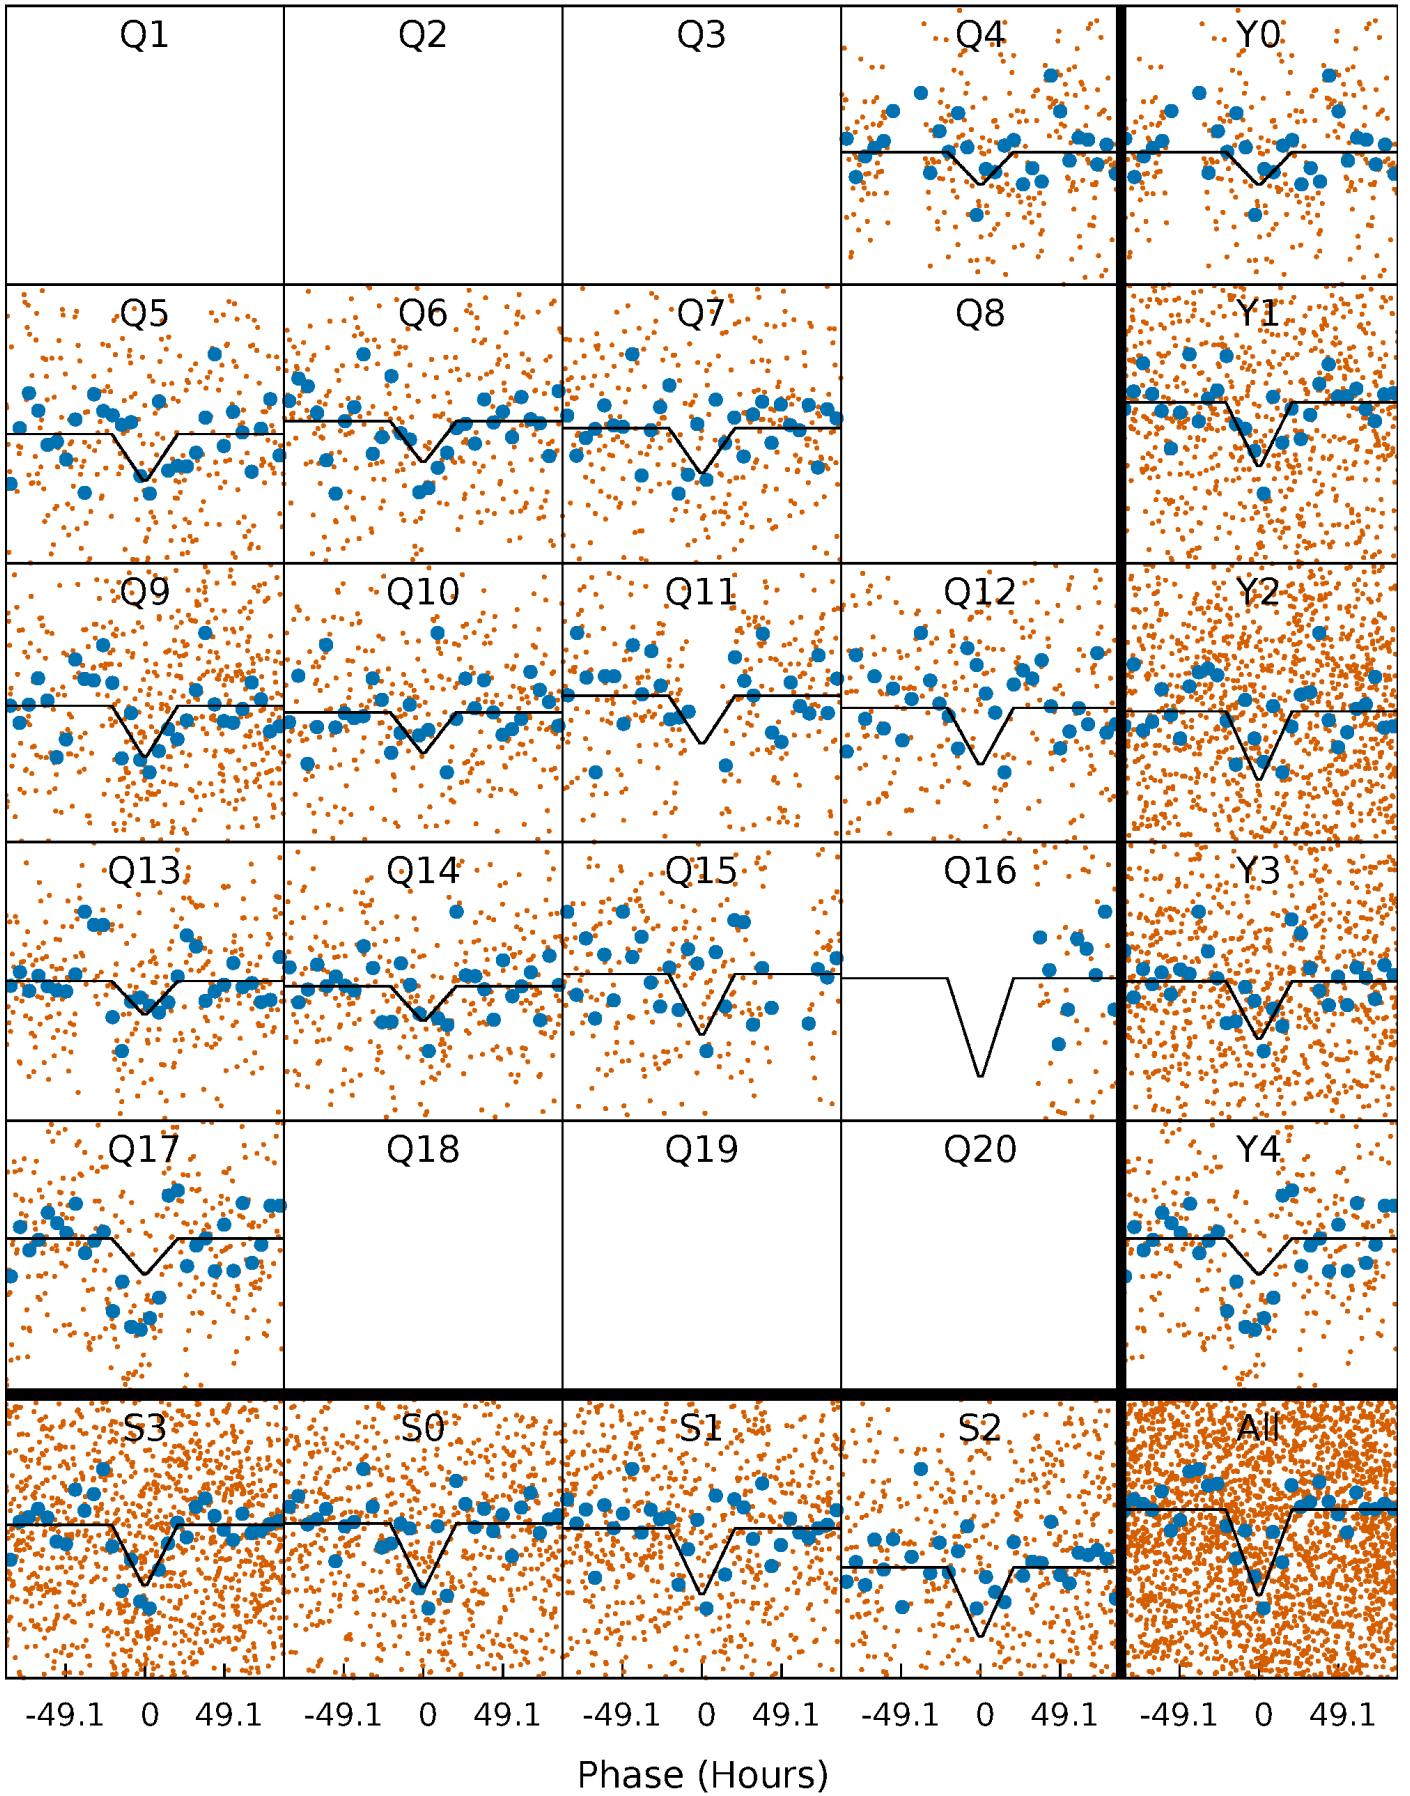 Q1 Q2 Q3 Q4 Y0
Q5 Q6 Q7 Q8 Y1
Q9 Q10 Q11 Q12 Y2
Q13 Q14 Q15 Q16 Y3
Q17 Q18 Q19 Q20 Y4
S3 S0 S1 S2 All
-49.1 0 49.1 -49.1 0 49.1 -49.1 0 49.1 -49.1 0 49.1 -49.1 0 49.1
Phase (Hours)